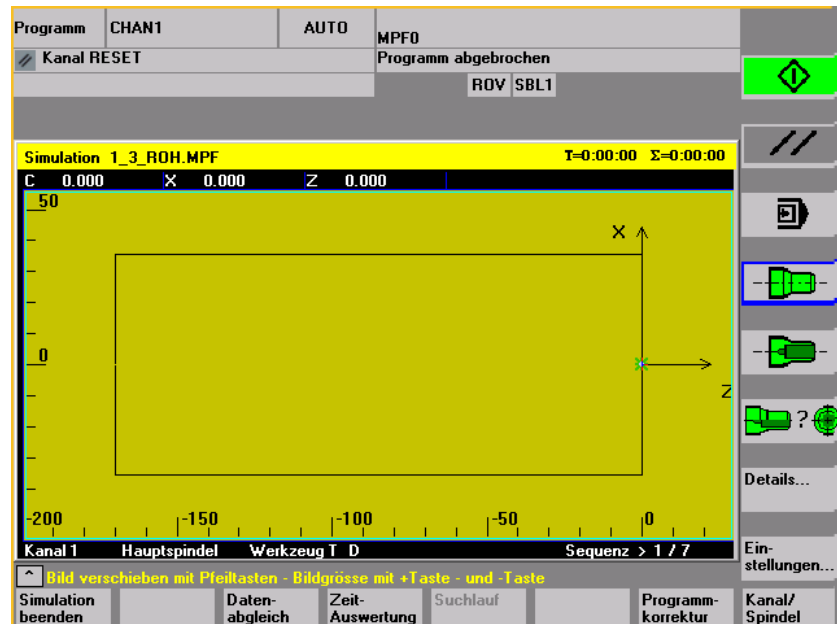 Programm CHAN1 AUTO MPF0
Kanal RESET Programm abgebrochen
ROV SBL1
Simulation 1_3_ROH.MPF T=0:00:00 Σ=0:00:00
C 0.000 X 0.000 Z 0.000
50
X
0
Z
-200 -150 -100 -50 0
Kanal 1 Hauptspindel Werkzeug T D Sequenz > 1 / 7
^ Bild verschieben mit Pfeiltasten - Bildgrösse mit +Taste - und -Taste
?
Details...
Ein-
stellungen...
Simulation Daten- Zeit- Suchlauf Programm- Kanal/
beenden abgleich Auswertung korrektur Spindel